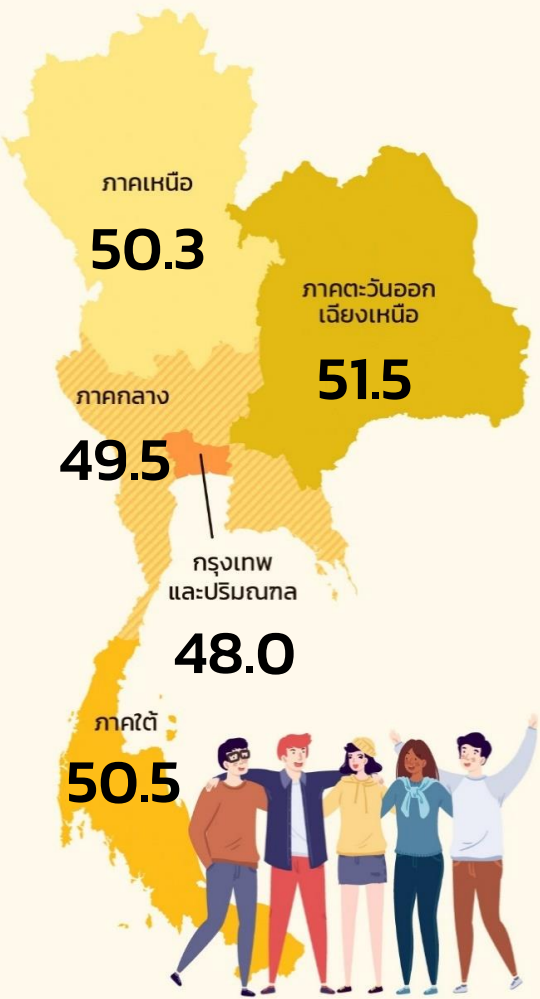 ภาคเหนือ
50.3
ภาคตะวันออก
เฉียงเหนือ
51.5
ภาคกลาง
49.5
กรุงเทพ
และปริมณฑล
48.0
ภาคใต้
50.5